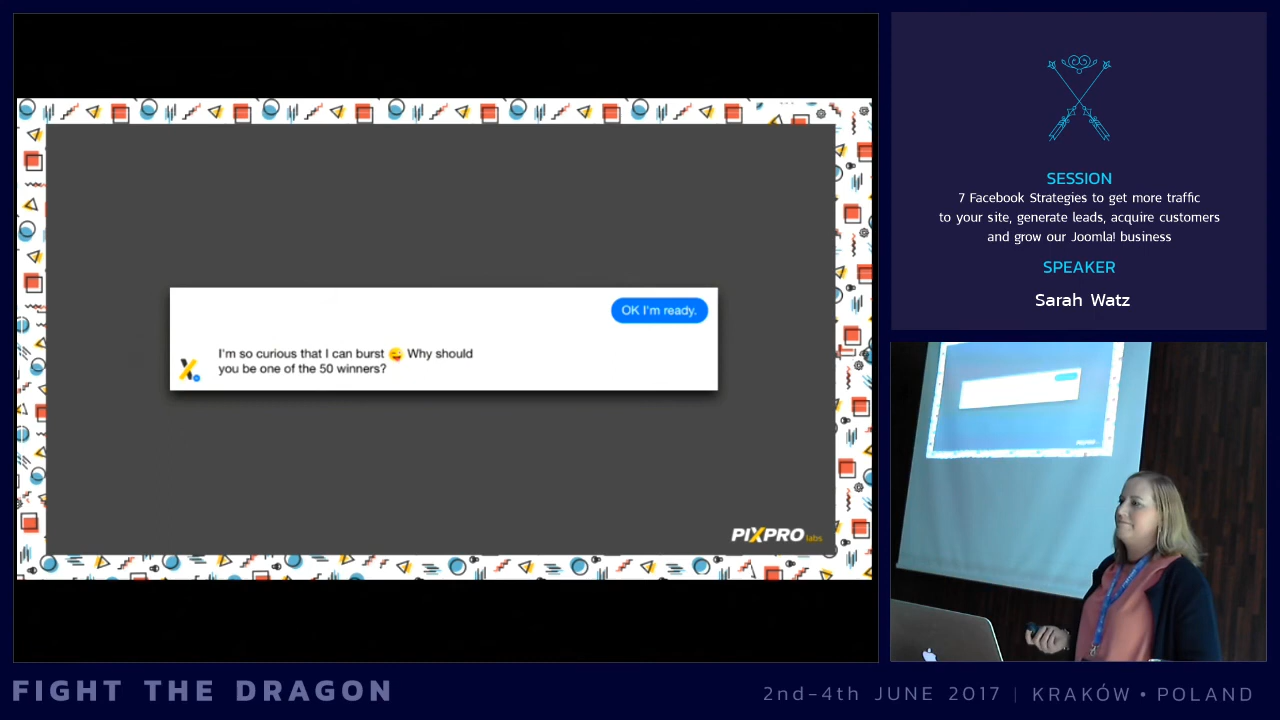 OK I'm ready.
I'm so curious that I can burst 😜 Why should
you be one of the 50 winners?
PIXPRO labs
SESSION
7 Facebook Strategies to get more traffic
to your site, generate leads, acquire customers
and grow our Joomla! business
SPEAKER
Sarah Watz
FIGHT THE DRAGON
2nd-4th JUNE 2017 | KRAKÓW • POLAND